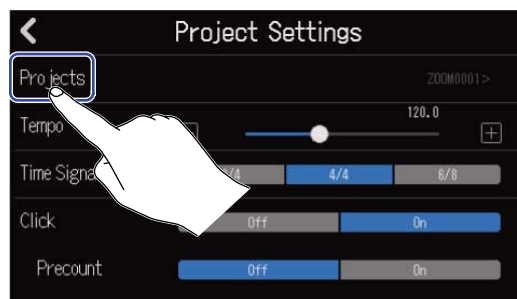 Project Settings
Projects ZOOM0001>
Tempo 120.0
Time Signa /4 4/4 6/8
Click Off On
Precount Off On